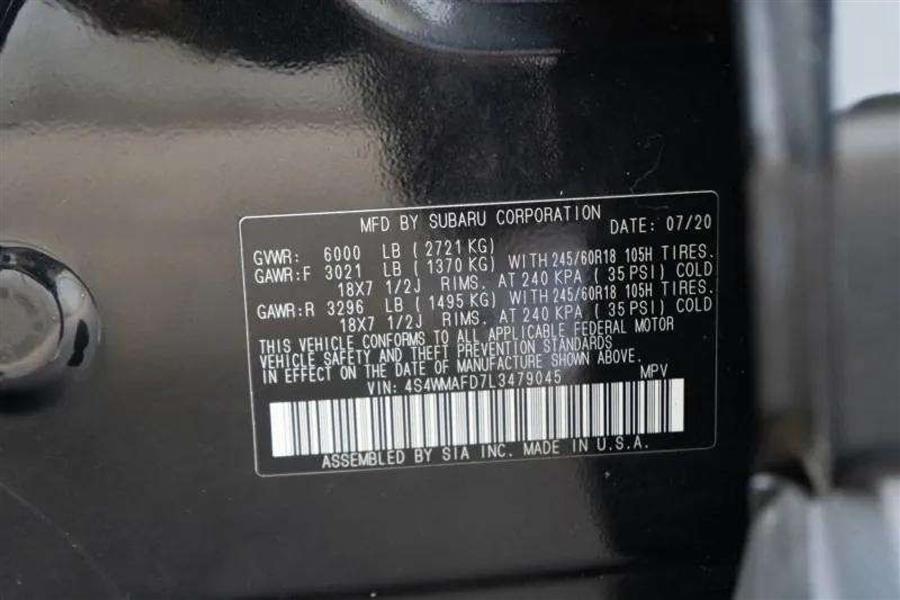 MFD BY SUBARU CORPORATION DATE: 07/20
GVWR: 6000 LB (2721 KG)
GAWR:F 3021 LB (1370 KG) WITH 245/60R18 105H TIRES.
18X7 1/2J RIMS. AT 240 KPA (35 PSI) COLD
GAWR:R 3296 LB (1495 KG) WITH 245/60R18 105H TIRES.
18X7 1/2J RIMS. AT 240 KPA (35 PSI) COLD
THIS VEHICLE CONFORMS TO ALL APPLICABLE FEDERAL MOTOR
VEHICLE SAFETY AND THEFT PREVENTION STANDARDS
IN EFFECT ON THE DATE OF MANUFACTURE SHOWN ABOVE.
VIN: 4S4WMAFD7L3479045 MPV
ASSEMBLED BY SIA INC. MADE IN U.S.A.